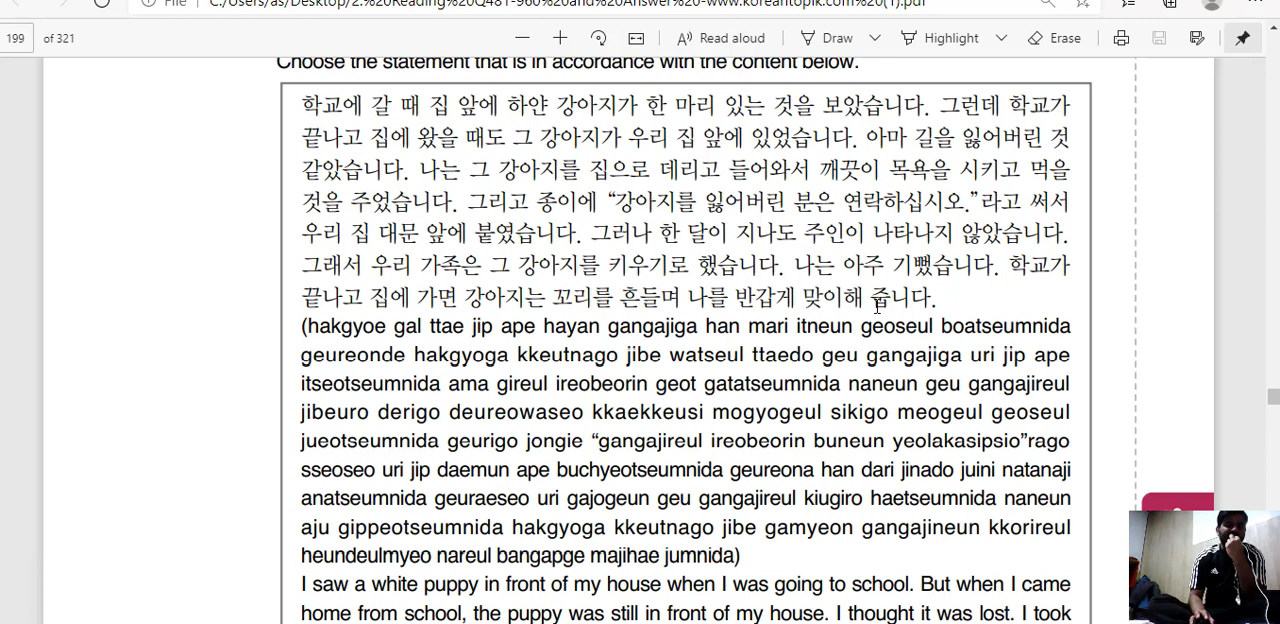 File
C:/Users/as/Desktop/2.%20Reading%20Q481-960%20and%20Answer%20-www.koreantopik.com%20(1).pdf
199 of 321
Read aloud
Draw
Highlight
Erase
Choose the statement that is in accordance with the content below.
학교에 갈 때 집 앞에 하얀 강아지가 한 마리 있는 것을 보았습니다. 그런데 학교가
끝나고 집에 왔을 때도 그 강아지가 우리 집 앞에 있었습니다. 아마 길을 잃어버린 것
같았습니다. 나는 그 강아지를 집으로 데리고 들어와서 깨끗이 목욕을 시키고 먹을
것을 주었습니다. 그리고 종이에 “강아지를 잃어버린 분은 연락하십시오.”라고 써서
우리 집 대문 앞에 붙였습니다. 그러나 한 달이 지나도 주인이 나타나지 않았습니다.
그래서 우리 가족은 그 강아지를 키우기로 했습니다. 나는 아주 기뻤습니다. 학교가
끝나고 집에 가면 강아지는 꼬리를 흔들며 나를 반갑게 맞이해 줍니다.
(hakgyoe gal ttae jip ape hayan gangajiga han mari itneun geoseul boatseumnida
geureonde hakgyoga kkeutnago jibe watseul ttaedo geu gangajiga uri jip ape
itseotseumnida ama gireul ireobeorin geot gatatseumnida naneun geu gangajireul
jibeuro derigo deureowaseo kkaekkeusi mogyogeul sikigo meogeul geoseul
jueotseumnida geurigo jongie “gangajireul ireobeorin buneun yeolakasipsio”rago
sseoseo uri jip daemun ape buchyeotseumnida geureona han dari jinado juini natanaji
anatseumnida geuraeseo uri gajogeun geu gangajireul kiugiro haetseumnida naneun
aju gippeotseumnida hakgyoga kkeutnago jibe gamyeon gangajineun kkorireul
heundeulmyeo nareul bangapge majihae jumnida)
I saw a white puppy in front of my house when I was going to school. But when I came
home from school, the puppy was still in front of my house. I thought it was lost. I took